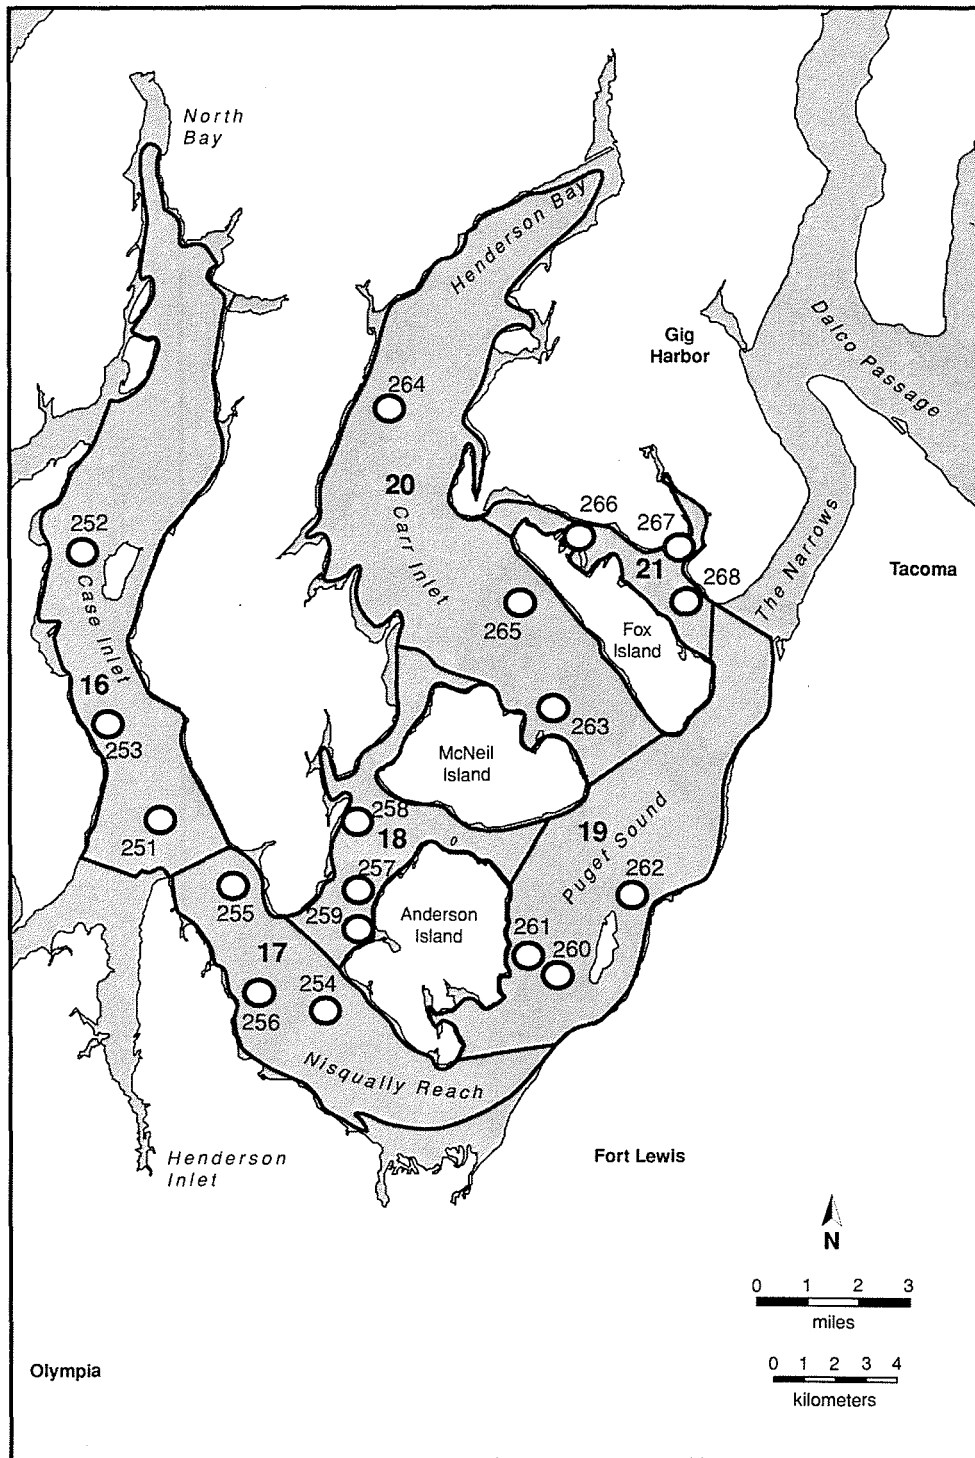 North
Bay
Henderson Bay
Gig
Harbor
Dalco Passage
264
20
Carr Inlet
266
267
21
268
The Narrows
Tacoma
252
Case Inlet
265
Fox
Island
16
253
263
McNeil
Island
258
18
19
Puget Sound
251
257
262
255
259
Anderson
Island
261
260
17
254
256
Nisqually Reach
Henderson
Inlet
Fort Lewis
N
0 1 2 3
miles
Olympia
0 1 2 3 4
kilometers